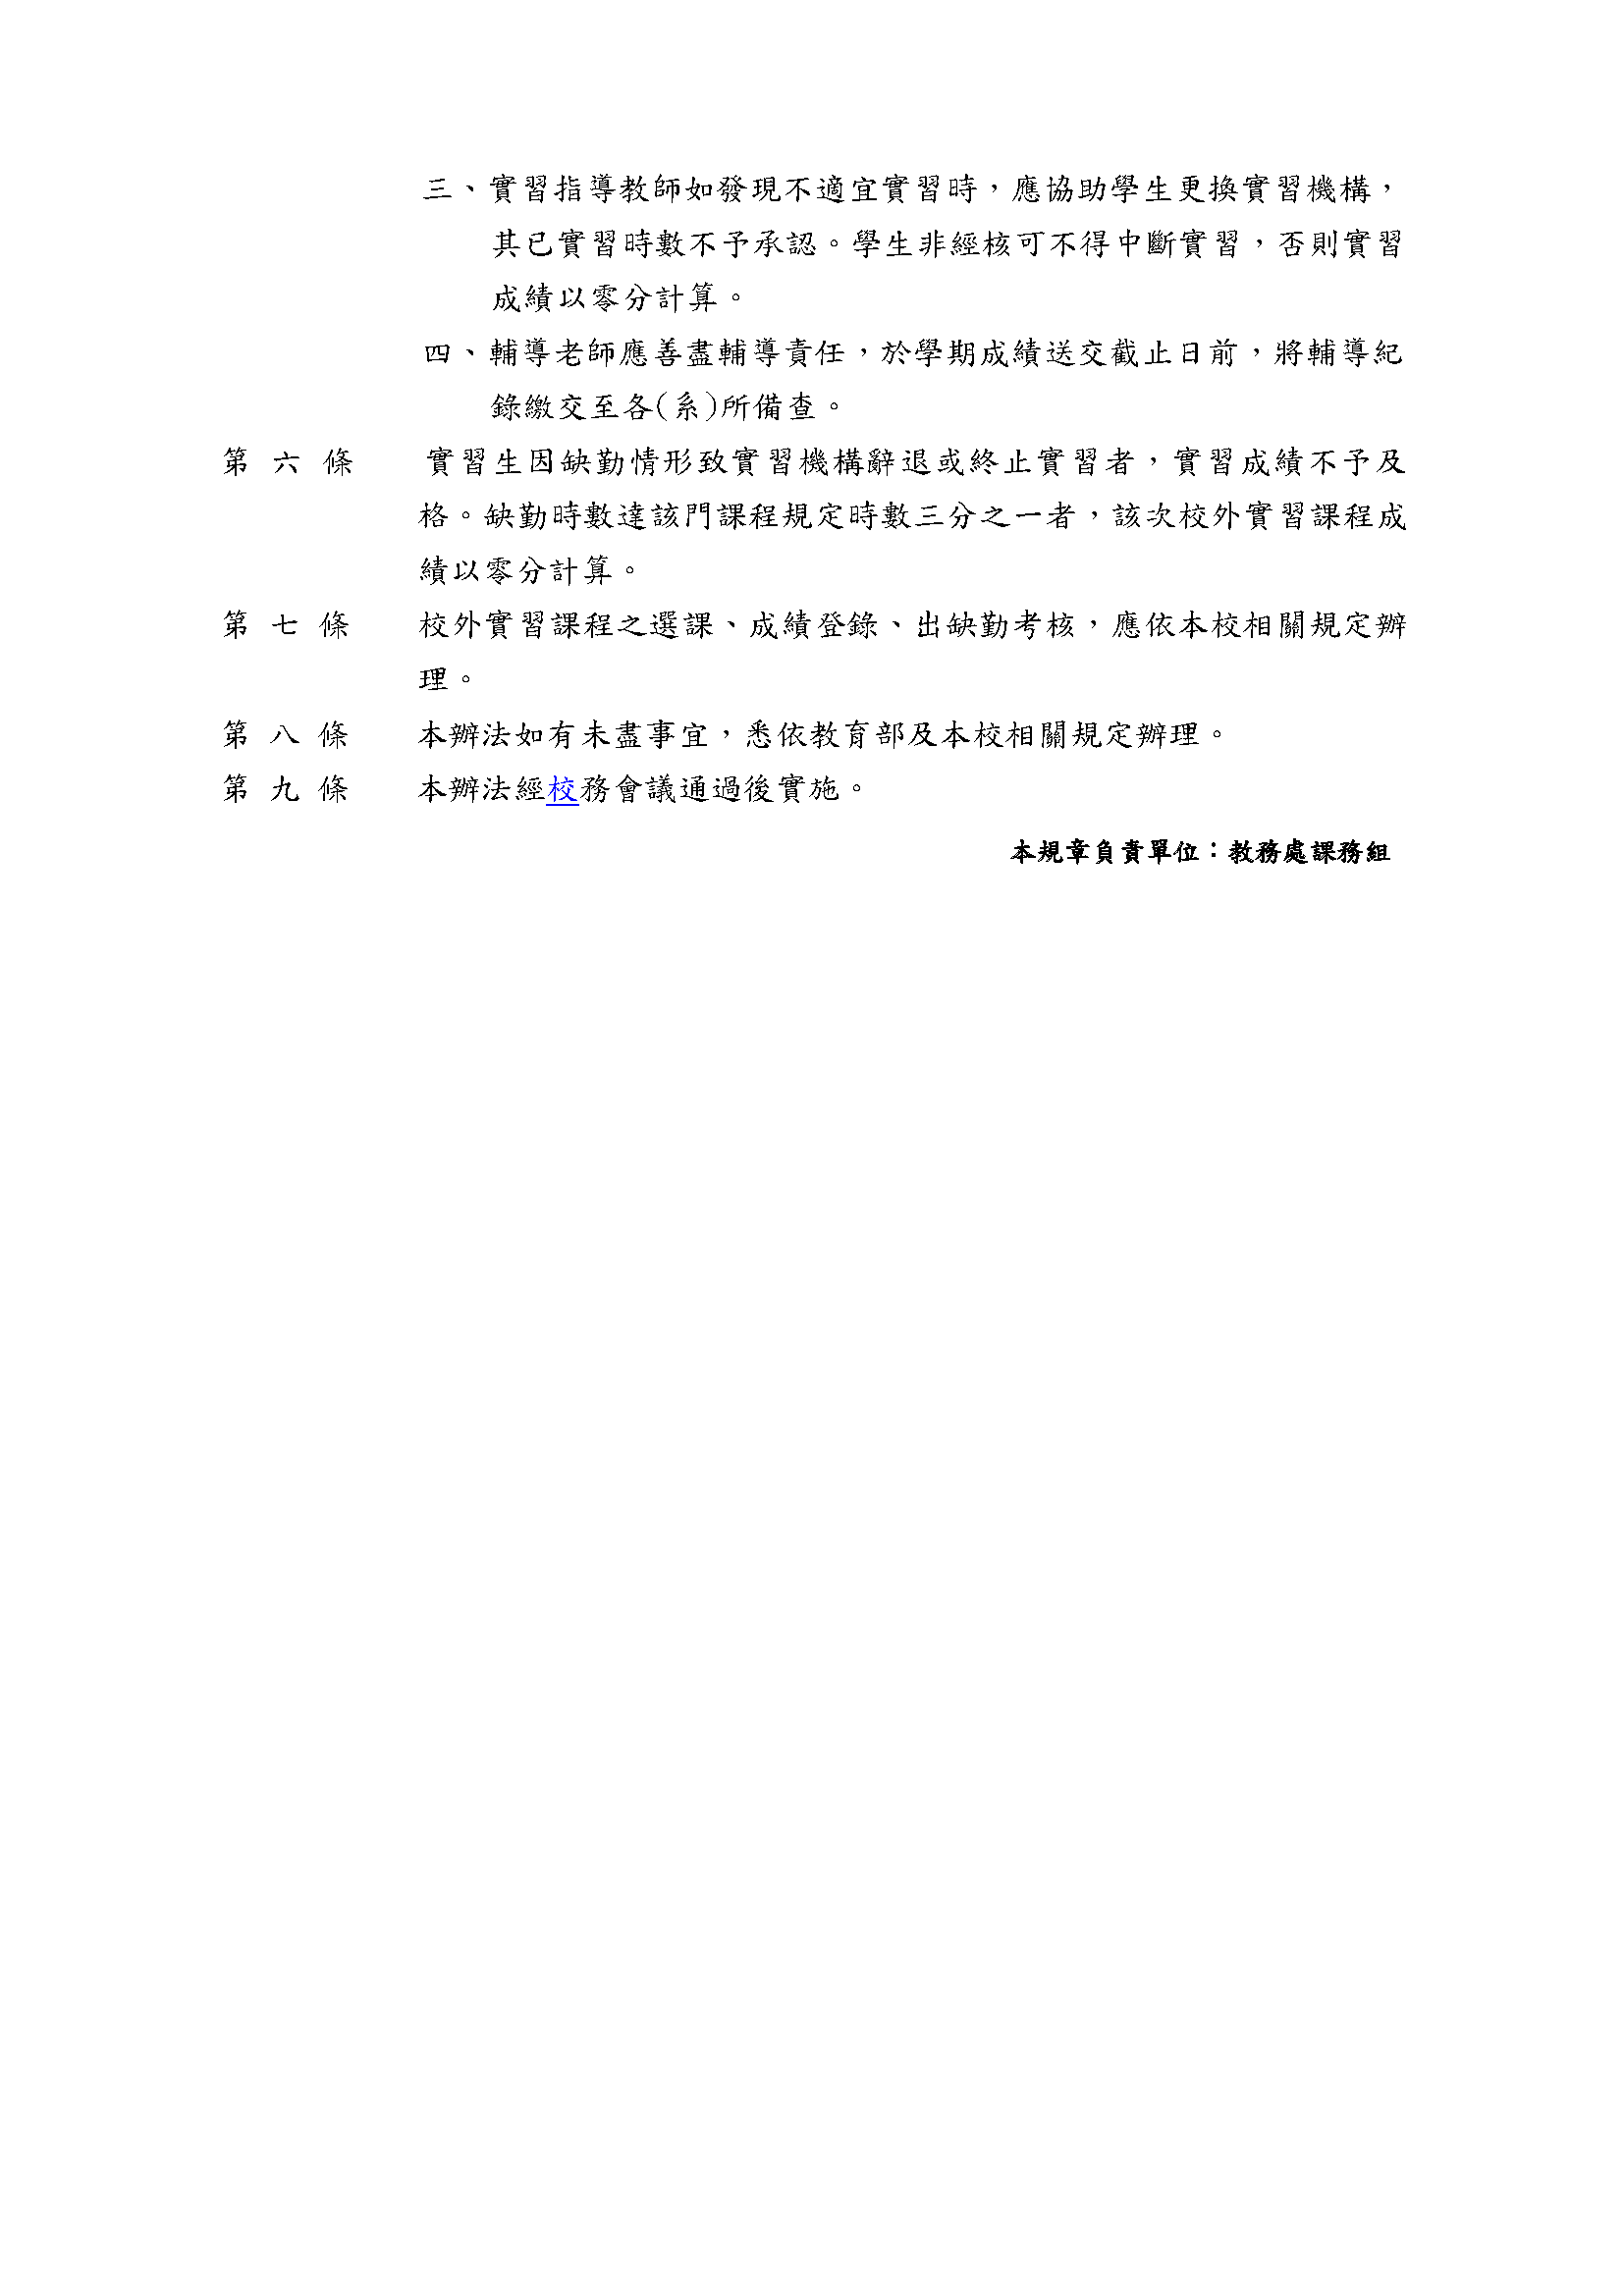 三、實習指導教師如發現不適宜實習時，應協助學生更換實習機構，
其已實習時數不予承認。學生非經核可不得中斷實習，否則實習
成績以零分計算。
四、輔導老師應善盡輔導責任，於學期成績送交截止日前，將輔導紀
錄繳交至各(系)所備查。
第 六 條 實習生因缺勤情形致實習機構辭退或終止實習者，實習成績不予及
格。缺勤時數達該門課程規定時數三分之一者，該次校外實習課程成
績以零分計算。
第 七 條 校外實習課程之選課、成績登錄、出缺勤考核，應依本校相關規定辦
理。
第 八 條 本辦法如有未盡事宜，悉依教育部及本校相關規定辦理。
第 九 條 本辦法經校務會議通過後實施。
本規章負責單位：教務處課務組